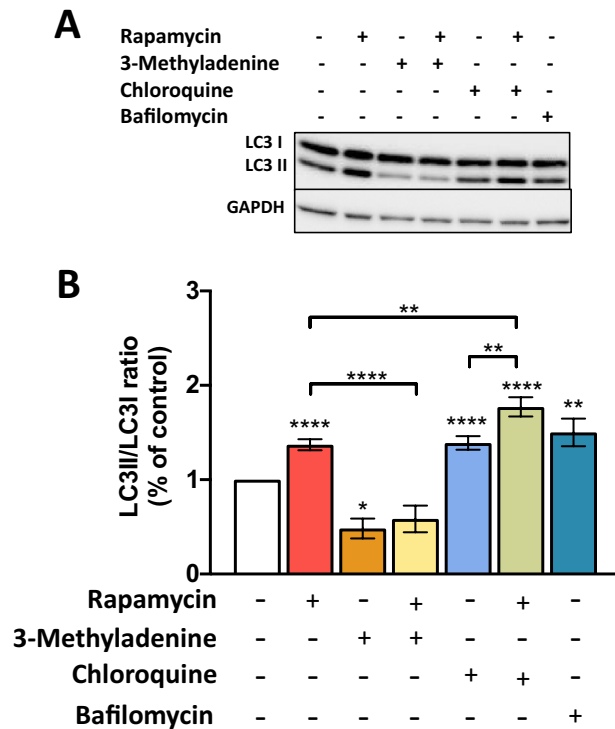 A
Rapamycin - + - + - + -
3-Methyladenine - - + + - - -
Chloroquine - - - - + + -
Bafilomycin - - - - - - +
LC3 I
LC3 II
GAPDH
B
LC3II/LC3I ratio
(% of control)
3
2
1
0
**
**
****
****
****
**
****
*
Rapamycin - + - + - + -
3-Methyladenine - - + + - - -
Chloroquine - - - - + + -
Bafilomycin - - - - - - +